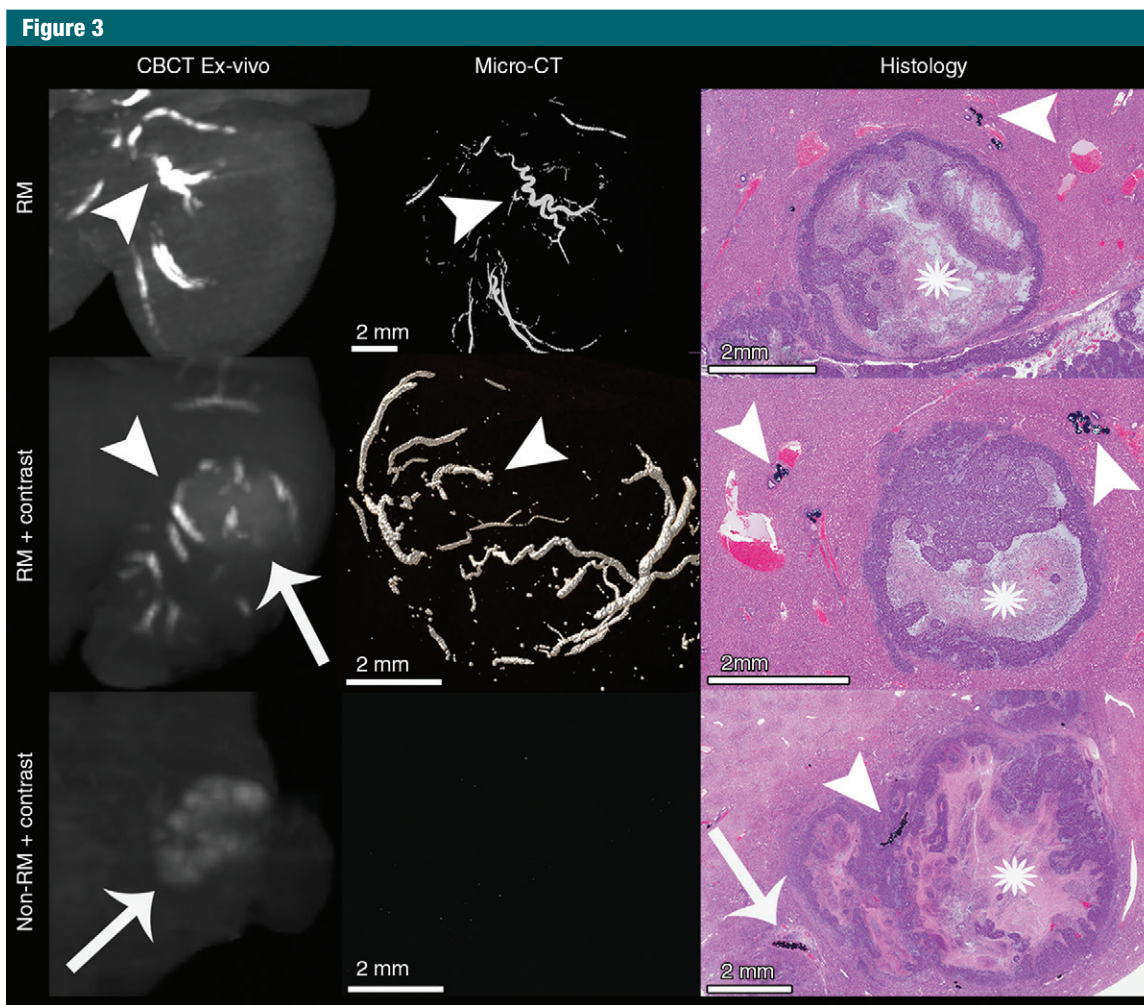 Figure 3
CBCT Ex-vivo
Micro-CT
Histology
RM
2 mm
2mm
RM + contrast
2 mm
2mm
Non-RM + contrast
2 mm
2 mm